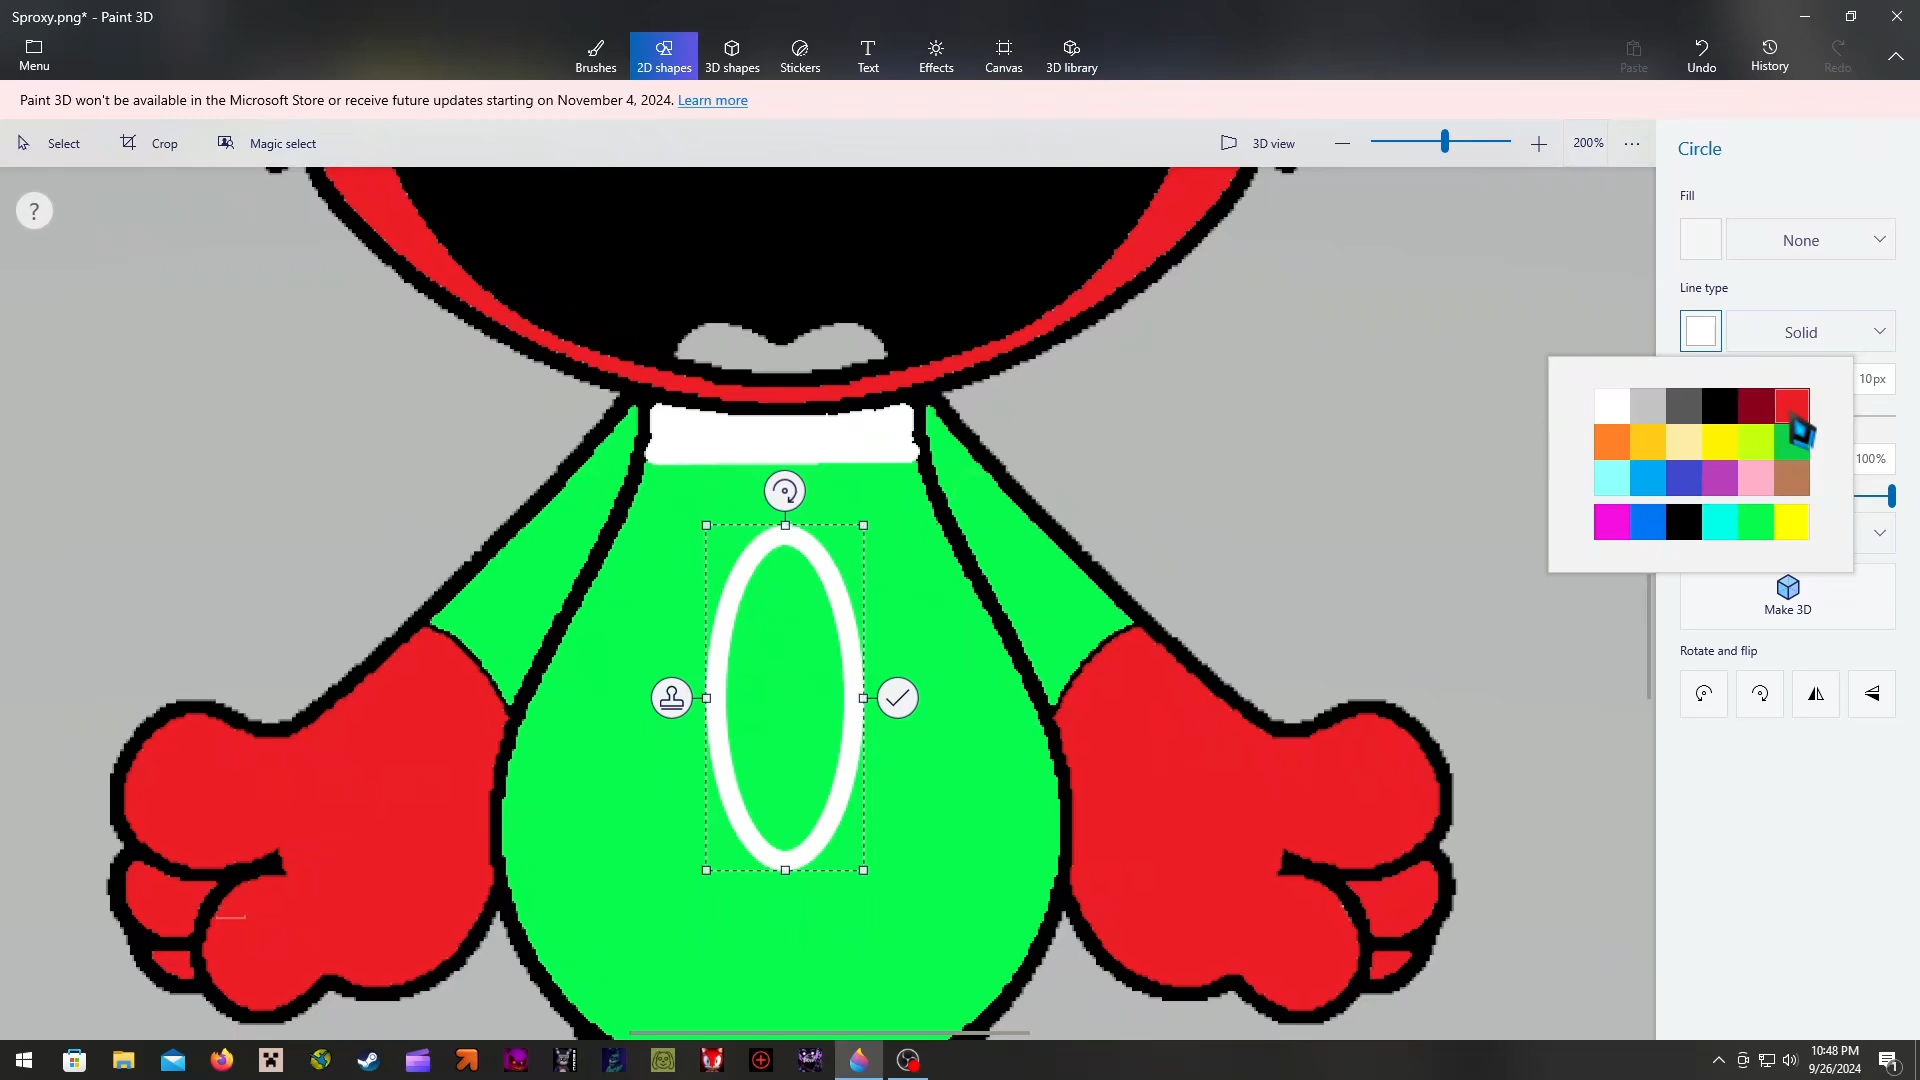 Sproxy.png* - Paint 3D
Menu
Brushes
2D shapes
3D shapes
Stickers
Text
Effects
Canvas
3D library
Paste
Undo
History
Redo
Paint 3D won't be available in the Microsoft Store or receive future updates starting on November 4, 2024. Learn more
Select
Crop
Magic select
3D view
200%
Circle
?
Fill
None
Line type
Solid
10px
100%
Make 3D
Rotate and flip
10:48 PM
9/26/2024
1